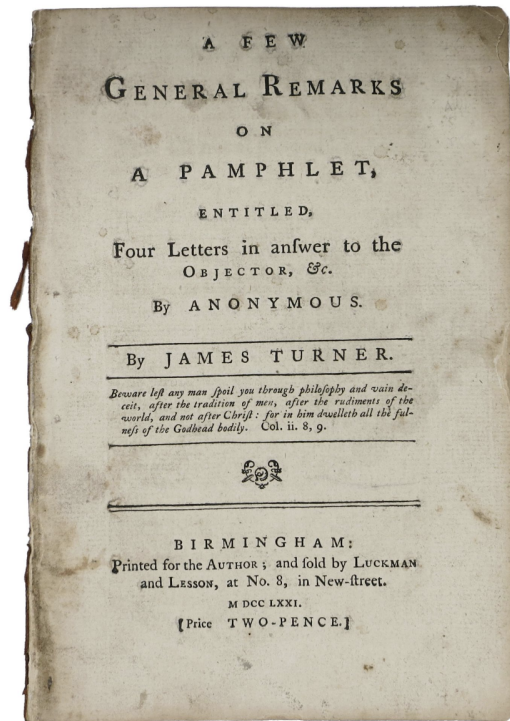 A FEW
GENERAL REMARKS
ON
A PAMPHLET,
ENTITLED,
Four Letters in anſwer to the
OBJECTOR, &c.
By ANONYMOUS.
By JAMES TURNER.
Beware leſt any man ſpoil you through philoſophy and vain de-
ceit, after the tradition of men, after the rudiments of the
world, and not after Chriſt: for in him dwelleth all the ful-
neſs of the Godhead bodily. Col. ii. 8, 9.
BIRMINGHAM:
Printed for the AUTHOR; and ſold by LUCKMAN
and LESSON, at No. 8, in New-ſtreet.
M DCC LXXI.
[Price TWO-PENCE.]